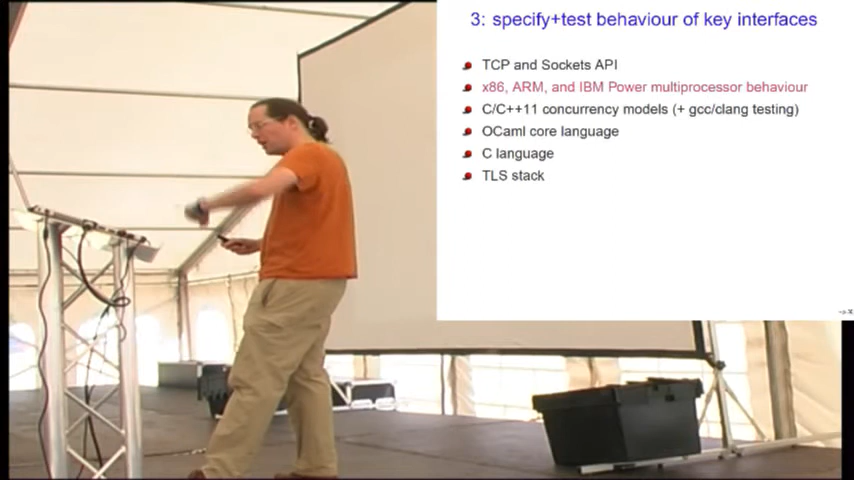 3: specify+test behaviour of key interfaces
TCP and Sockets API
x86, ARM, and IBM Power multiprocessor behaviour
C/C++11 concurrency models (+ gcc/clang testing)
OCaml core language
C language
TLS stack